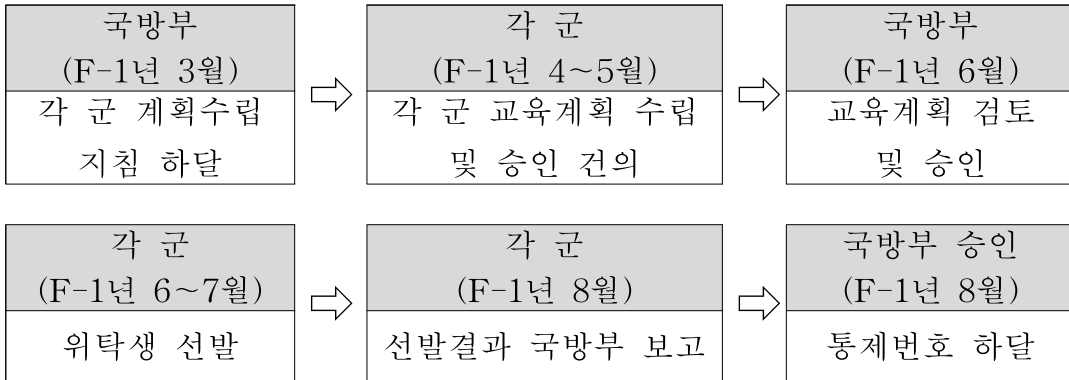 국방부
(F-1년 3월)
각 군 계획수립
지침 하달
각 군
(F-1년 4~5월)
각 군 교육계획 수립
및 승인 건의
국방부
(F-1년 6월)
교육계획 검토
및 승인
각 군
(F-1년 6~7월)
위탁생 선발
각 군
(F-1년 8월)
선발결과 국방부 보고
국방부 승인
(F-1년 8월)
통제번호 하달